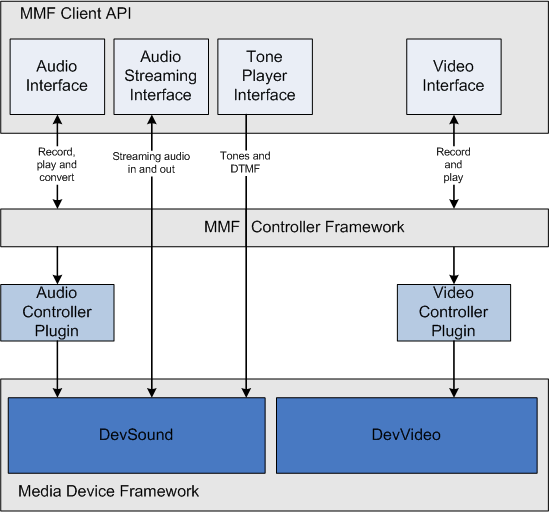 MMF Client API
Audio
Interface
Audio
Streaming
Interface
Tone
Player
Interface
Video
Interface
Record,
play and
convert
Streaming audio
in and out
Tones and
DTMF
Record
and
play
MMF Controller Framework
Audio
Controller
Plugin
Video
Controller
Plugin
DevSound
DevVideo
Media Device Framework